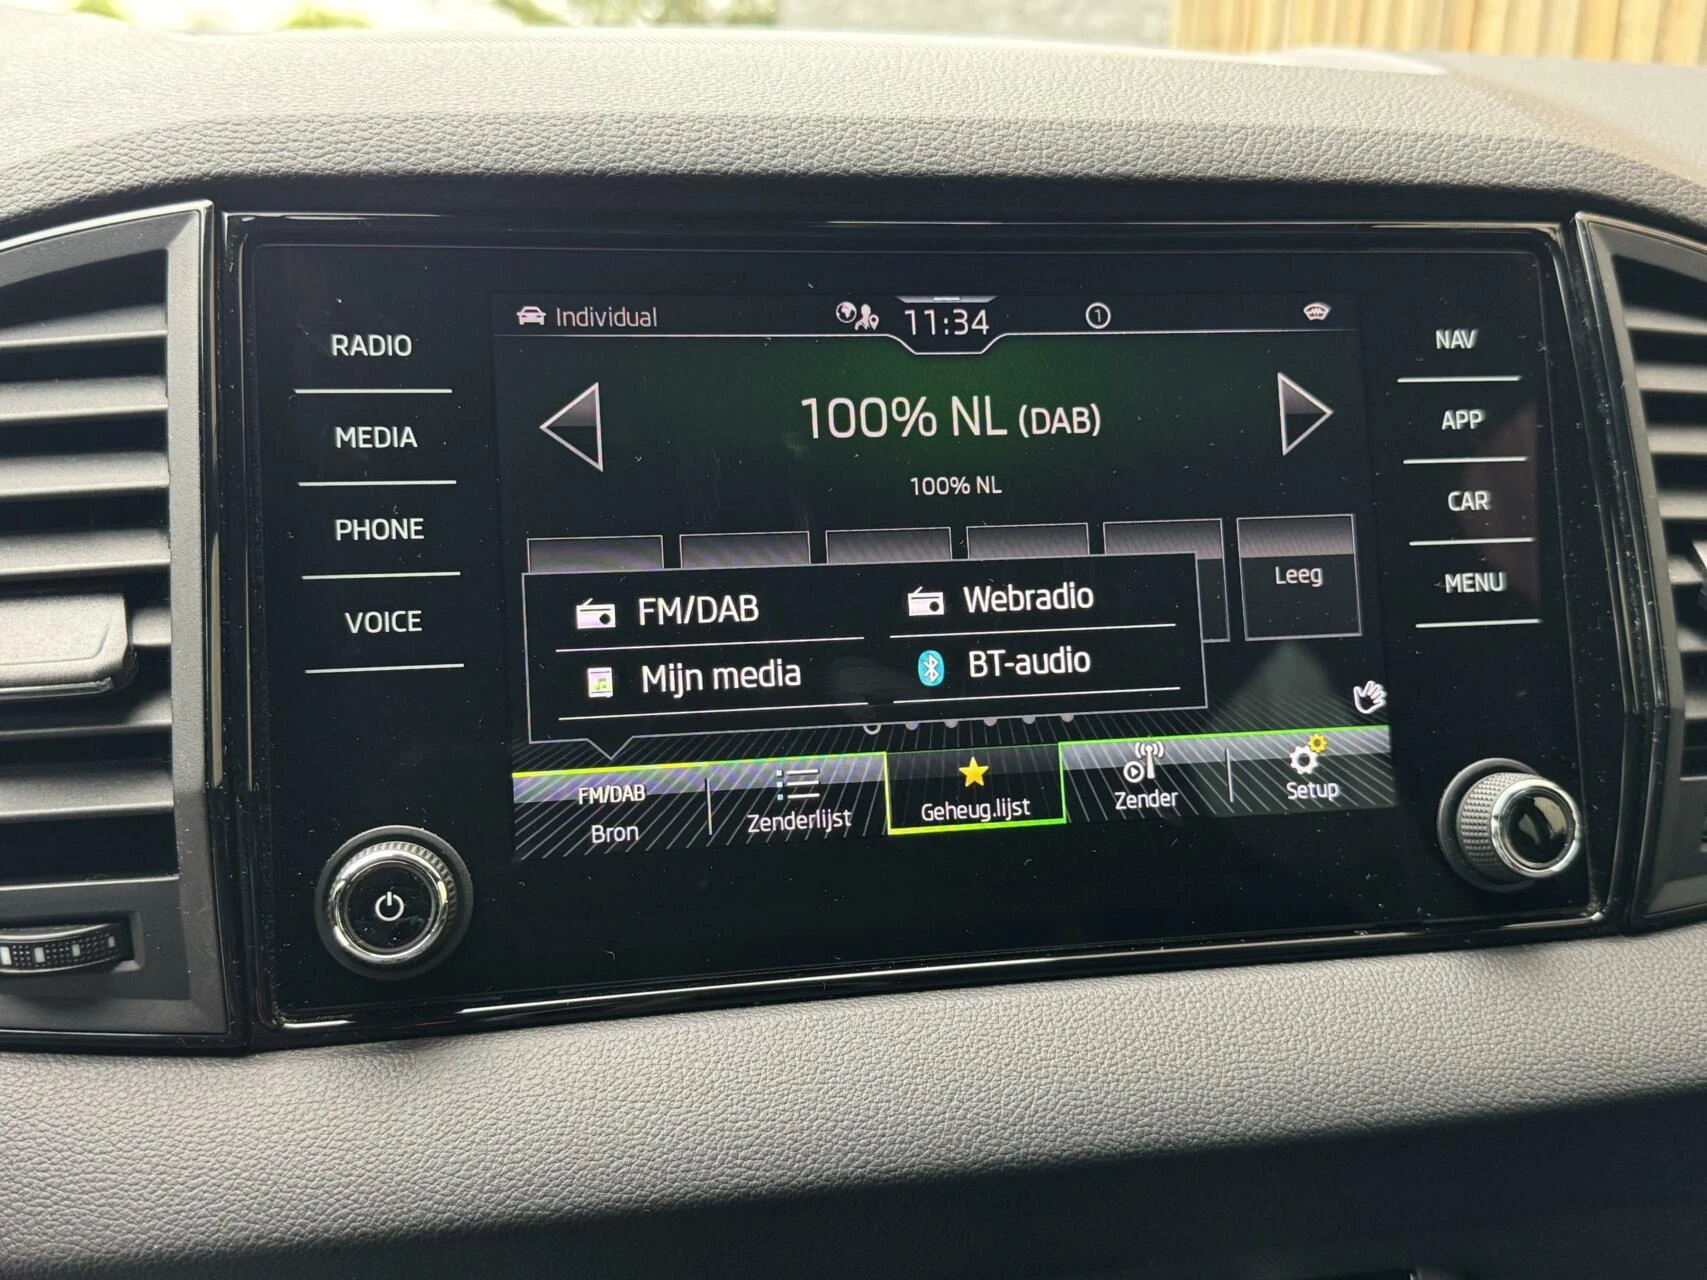 RADIO
MEDIA
PHONE
VOICE
Individual
11:34
1
100% NL (DAB)
100% NL
Leeg
FM/DAB
Webradio
Mijn media
BT-audio
FM/DAB
Bron
Zenderlijst
Geheug.lijst
Zender
Setup
NAV
APP
CAR
MENU